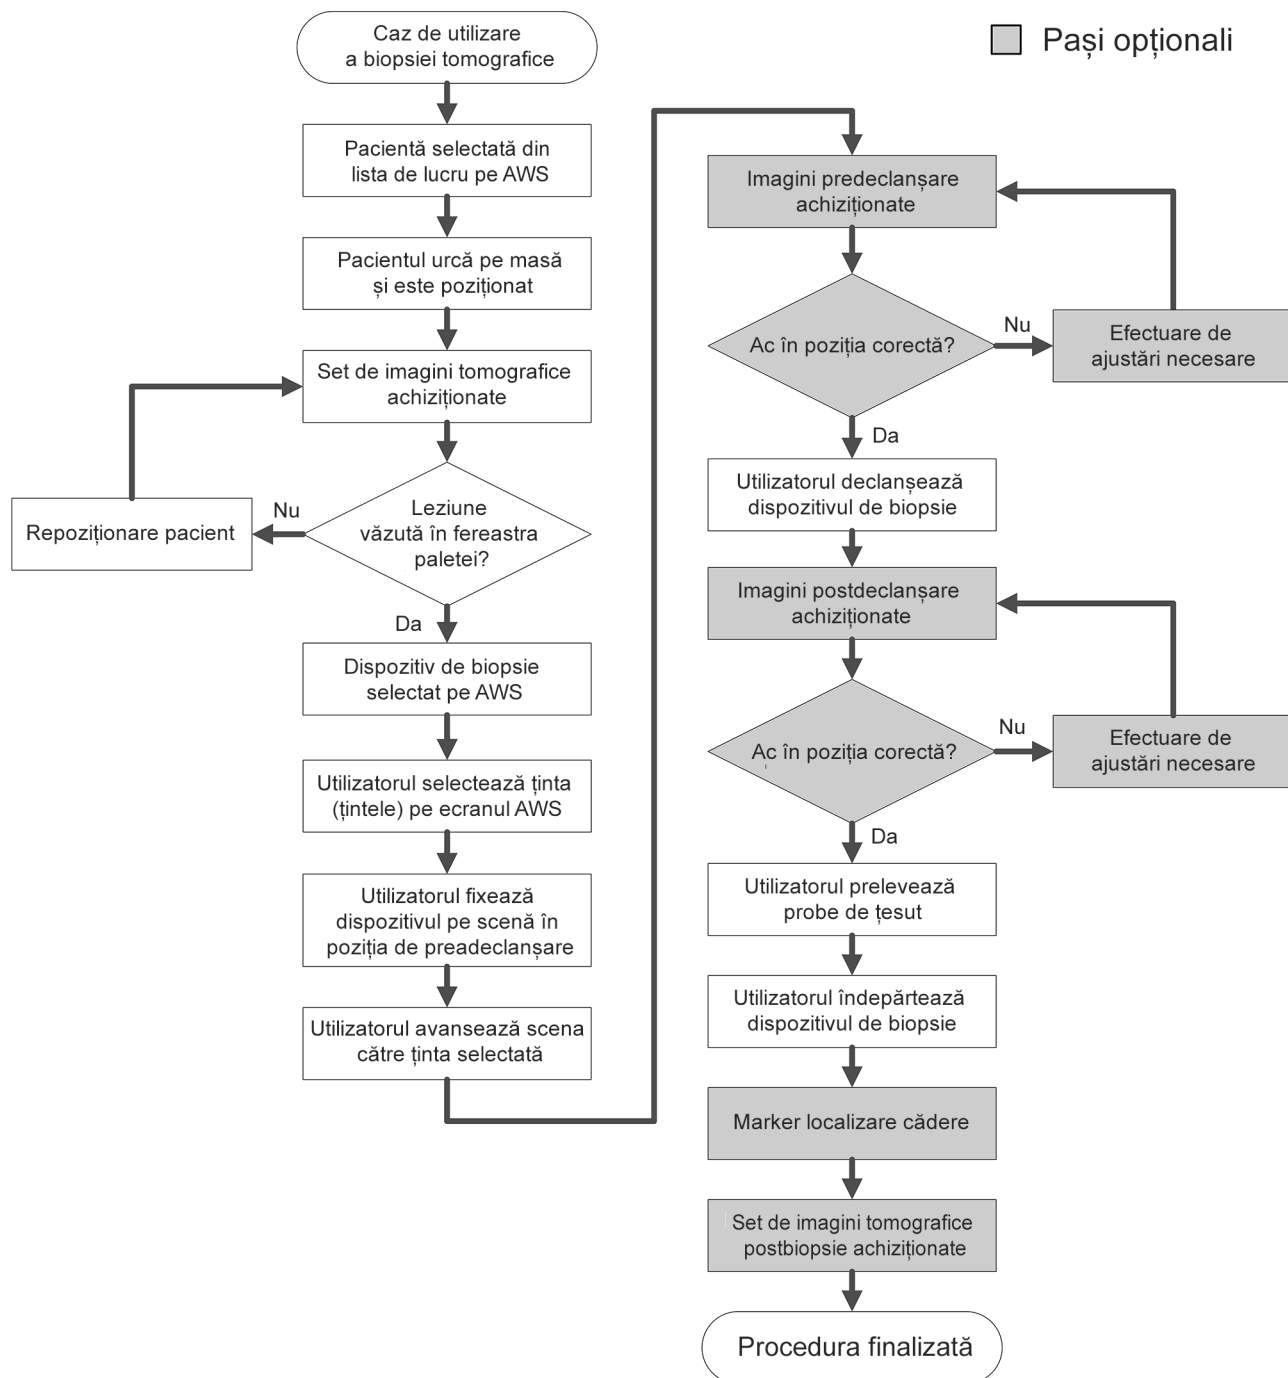 Caz de utilizare
a biopsiei tomografice
Pacientă selectată din
lista de lucru pe AWS
Pacientul urcă pe masă
și este poziționat
Set de imagini tomografice
achiziționate
Leziune
văzută în fereastra
paletei?
Nu
Repoziționare pacient
Da
Dispozitiv de biopsie
selectat pe AWS
Utilizatorul selectează ținta
(țintele) pe ecranul AWS
Utilizatorul fixează
dispozitivul pe scenă în
poziția de preadeclanșare
Utilizatorul avansează scena
către ținta selectată
Pași opționali
Imagini predeclanșare
achiziționate
Ac în poziția corectă?
Nu
Efectuare de
ajustări necesare
Da
Utilizatorul declanșează
dispozitivul de biopsie
Imagini postdeclanșare
achiziționate
Ac în poziția corectă?
Nu
Efectuare de
ajustări necesare
Da
Utilizatorul prelevează
probe de țesut
Utilizatorul îndepărtează
dispozitivul de biopsie
Marker localizare cădere
Set de imagini tomografice
postbiopsie achiziționate
Procedura finalizată